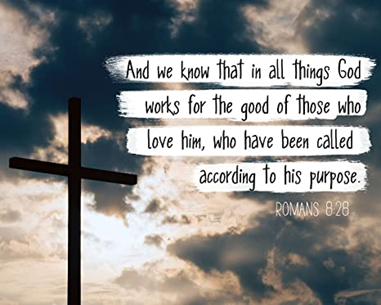 And we know that in all things God
works for the good of those who
love him, who have been called
according to his purpose.
ROMANS 8:28